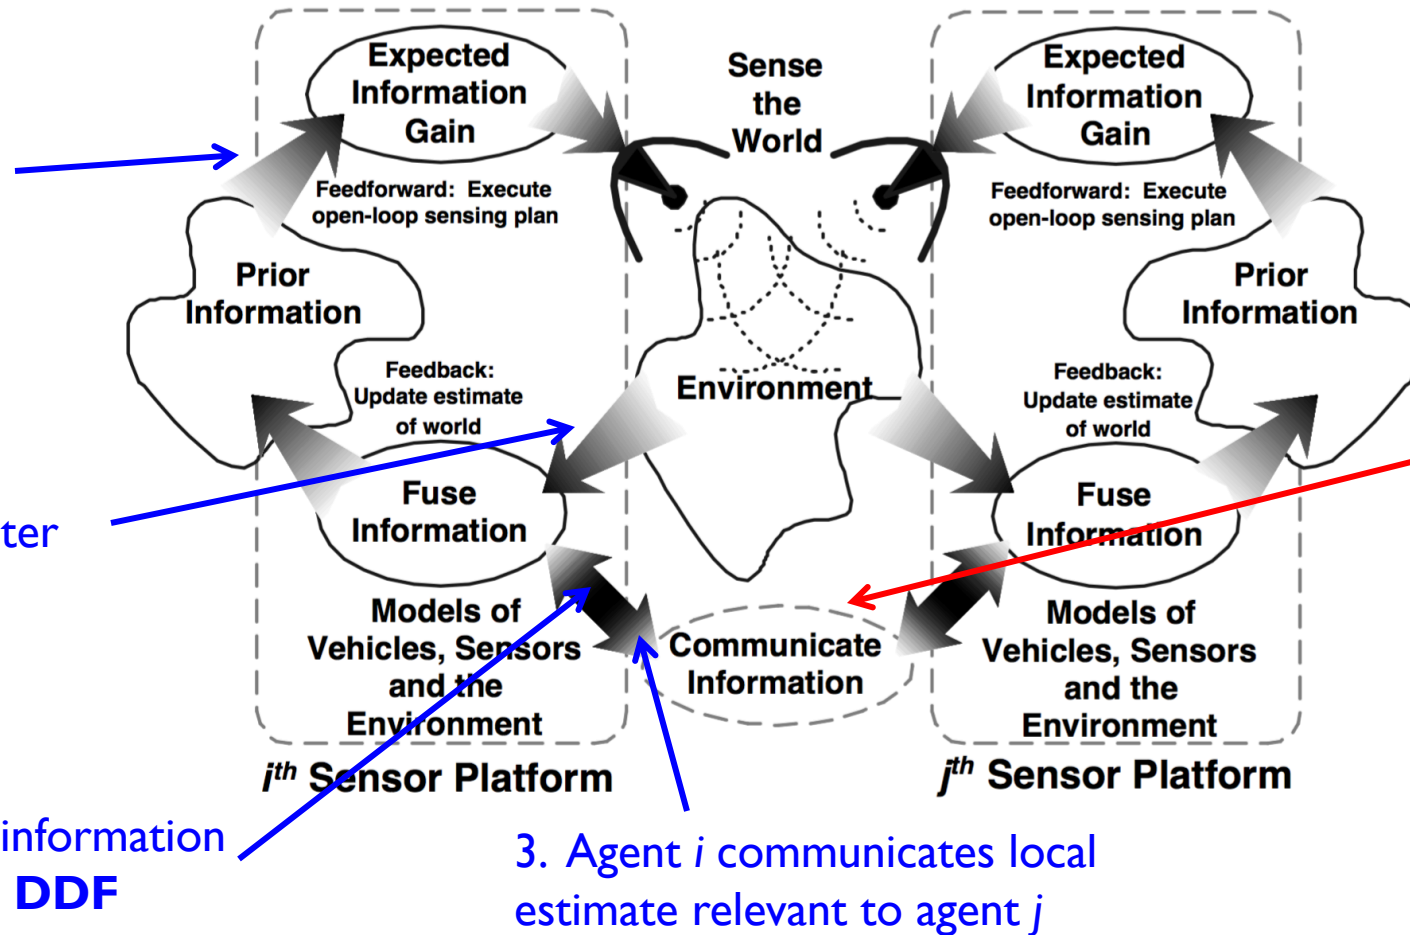 Expected
Information
Gain
Sense
the
World
Expected
Information
Gain
Feedforward: Execute
open-loop sensing plan
Feedforward: Execute
open-loop sensing plan
Prior
Information
Prior
Information
Feedback:
Update estimate
of world
Environment
Feedback:
Update estimate
of world
Fuse
Information
Fuse
Information
ter
Models of
Vehicles, Sensors
and the
Environment
Communicate
Information
Models of
Vehicles, Sensors
and the
Environment
ith Sensor Platform
jth Sensor Platform
information
DDF
3. Agent i communicates local
estimate relevant to agent j